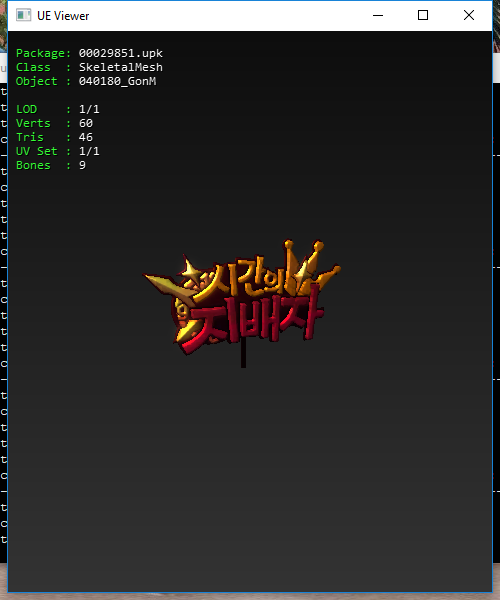 UE Viewer
Package: 00029851.upk
Class : SkeletalMesh
Object : 040180_GonM
LOD : 1/1
Verts : 60
Tris : 46
UV Set : 1/1
Bones : 9
시간의
지배자